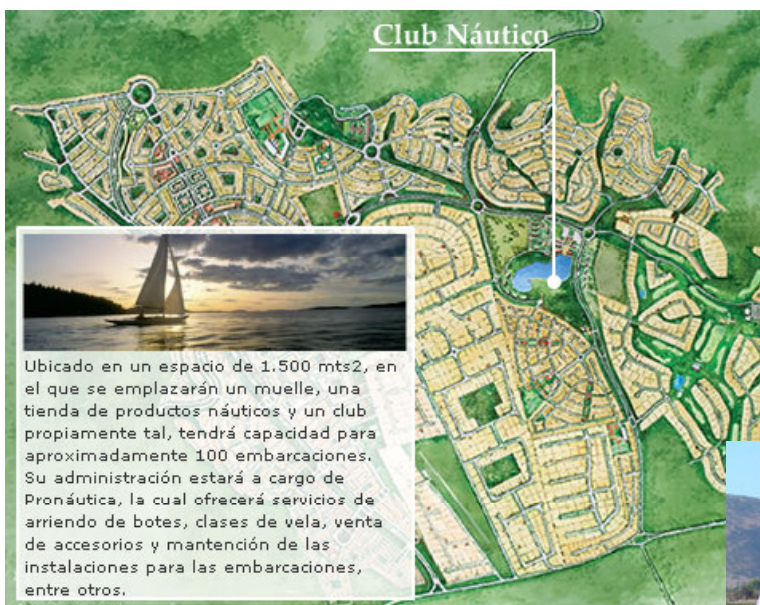 Club Náutico
Ubicado en un espacio de 1.500 mts2, en
el que se emplazarán un muelle, una
tienda de productos náuticos y un club
propiamente tal, tendrá capacidad para
aproximadamente 100 embarcaciones.
Su administración estará a cargo de
Pronáutica, la cual ofrecerá servicios de
arriendo de botes, clases de vela, venta
de accesorios y mantención de las
instalaciones para las embarcaciones,
entre otros.